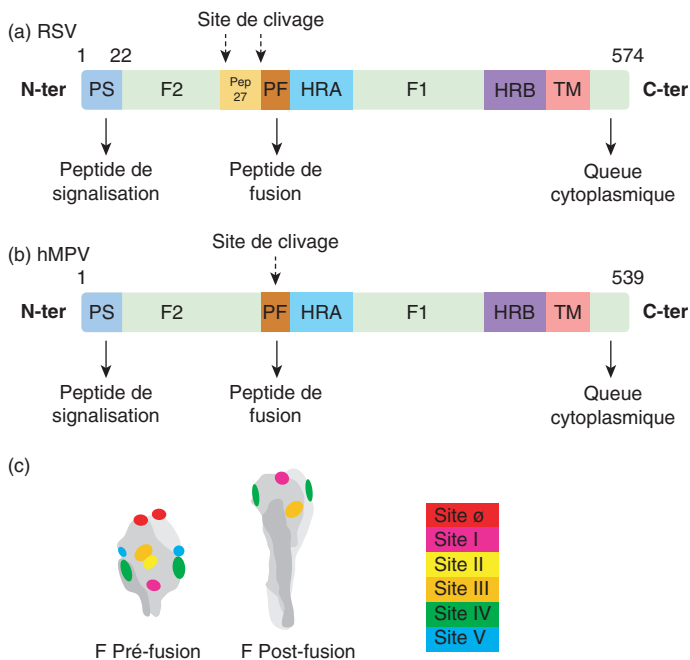 (a) RSV
Site de clivage
1 22 574
N-ter PS F2 Pep 27 PF HRA F1 HRB TM C-ter
Peptide de signalisation
Peptide de fusion
Queue cytoplasmique
(b) hMPV
Site de clivage
1 539
N-ter PS F2 PF HRA F1 HRB TM C-ter
Peptide de signalisation
Peptide de fusion
Queue cytoplasmique
(c)
Site ø
Site I
Site II
Site III
Site IV
Site V
F Pré-fusion F Post-fusion